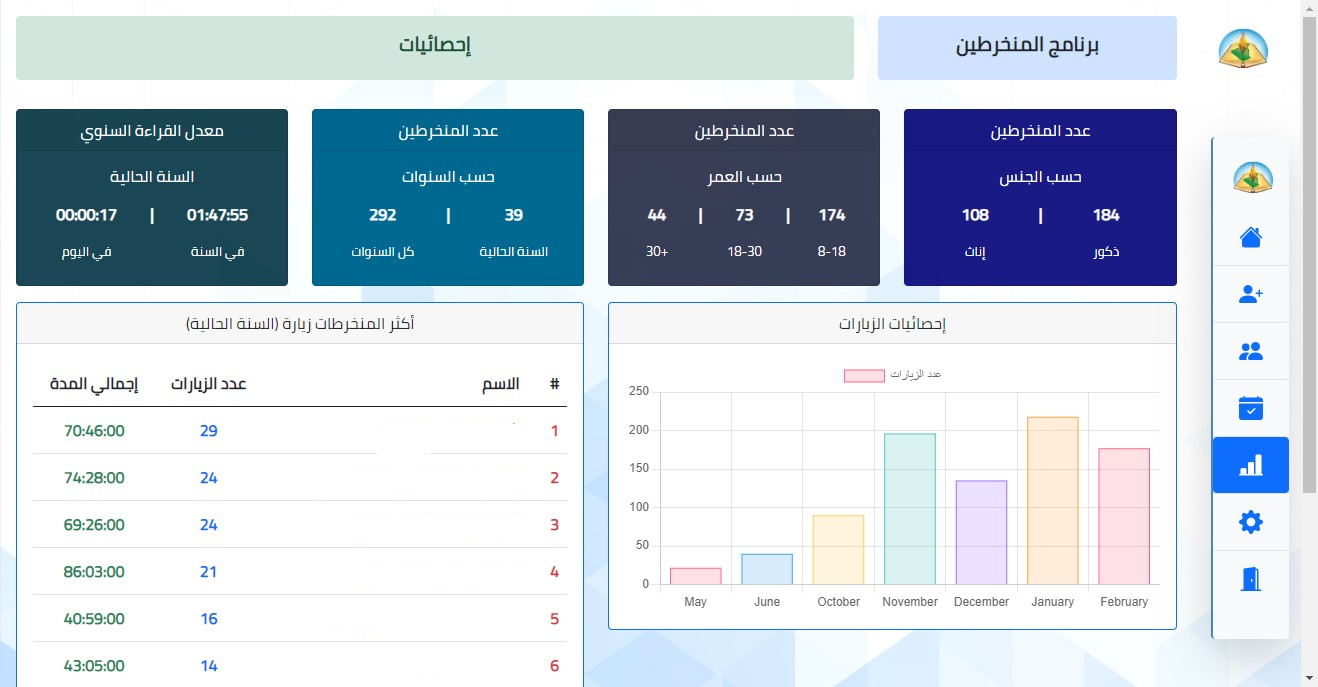 برنامج المنخرطين
إحصائيات
عدد المنخرطين
حسب الجنس
184 | 108
ذكور إناث
عدد المنخرطين
حسب العمر
174 | 73 | 44
8-18 18-30 30+
عدد المنخرطين
حسب السنوات
39 | 292
السنة الحالية كل السنوات
معدل القراءة السنوي
السنة الحالية
01:47:55 | 00:00:17
في السنة في اليوم
إحصائيات الزيارات
عدد الزيارات
250
200
150
100
50
0
May June October November December January February
أكثر المنخرطات زيارة (السنة الحالية)
# الاسم عدد الزيارات إجمالي المدة
1 29 70:46:00
2 24 74:28:00
3 24 69:26:00
4 21 86:03:00
5 16 40:59:00
6 14 43:05:00